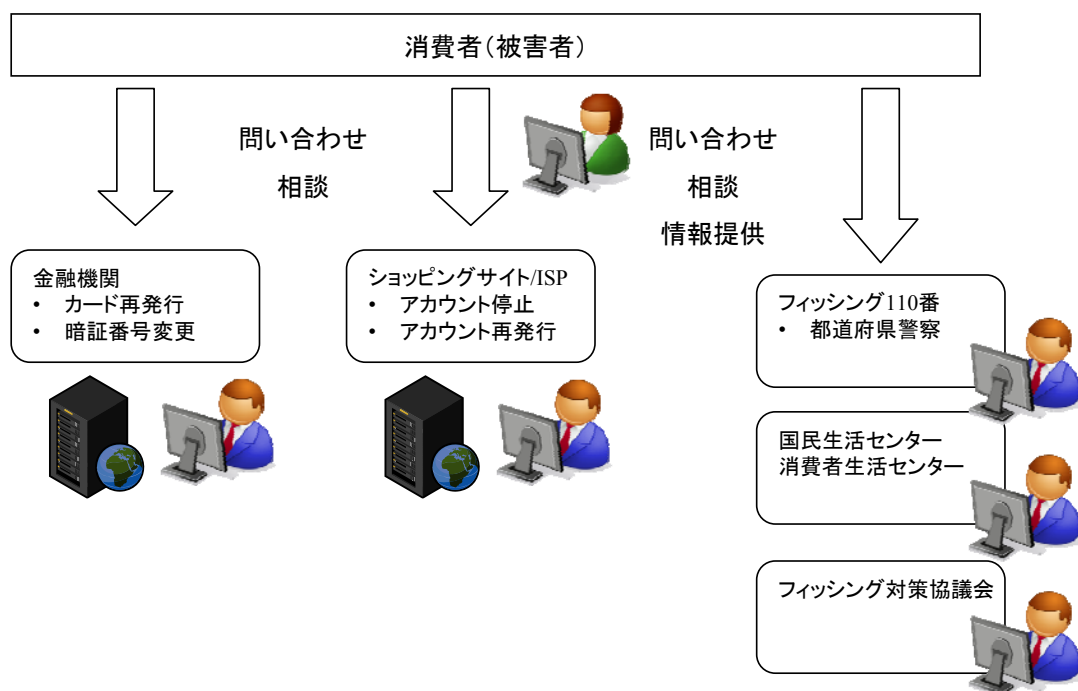 消費者(被害者)
問い合わせ
相談
問い合わせ
相談
情報提供
金融機関
• カード再発行
• 暗証番号変更
ショッピングサイト/ISP
• アカウント停止
• アカウント再発行
フィッシング110番
• 都道府県警察
国民生活センター
消費者生活センター
フィッシング対策協議会